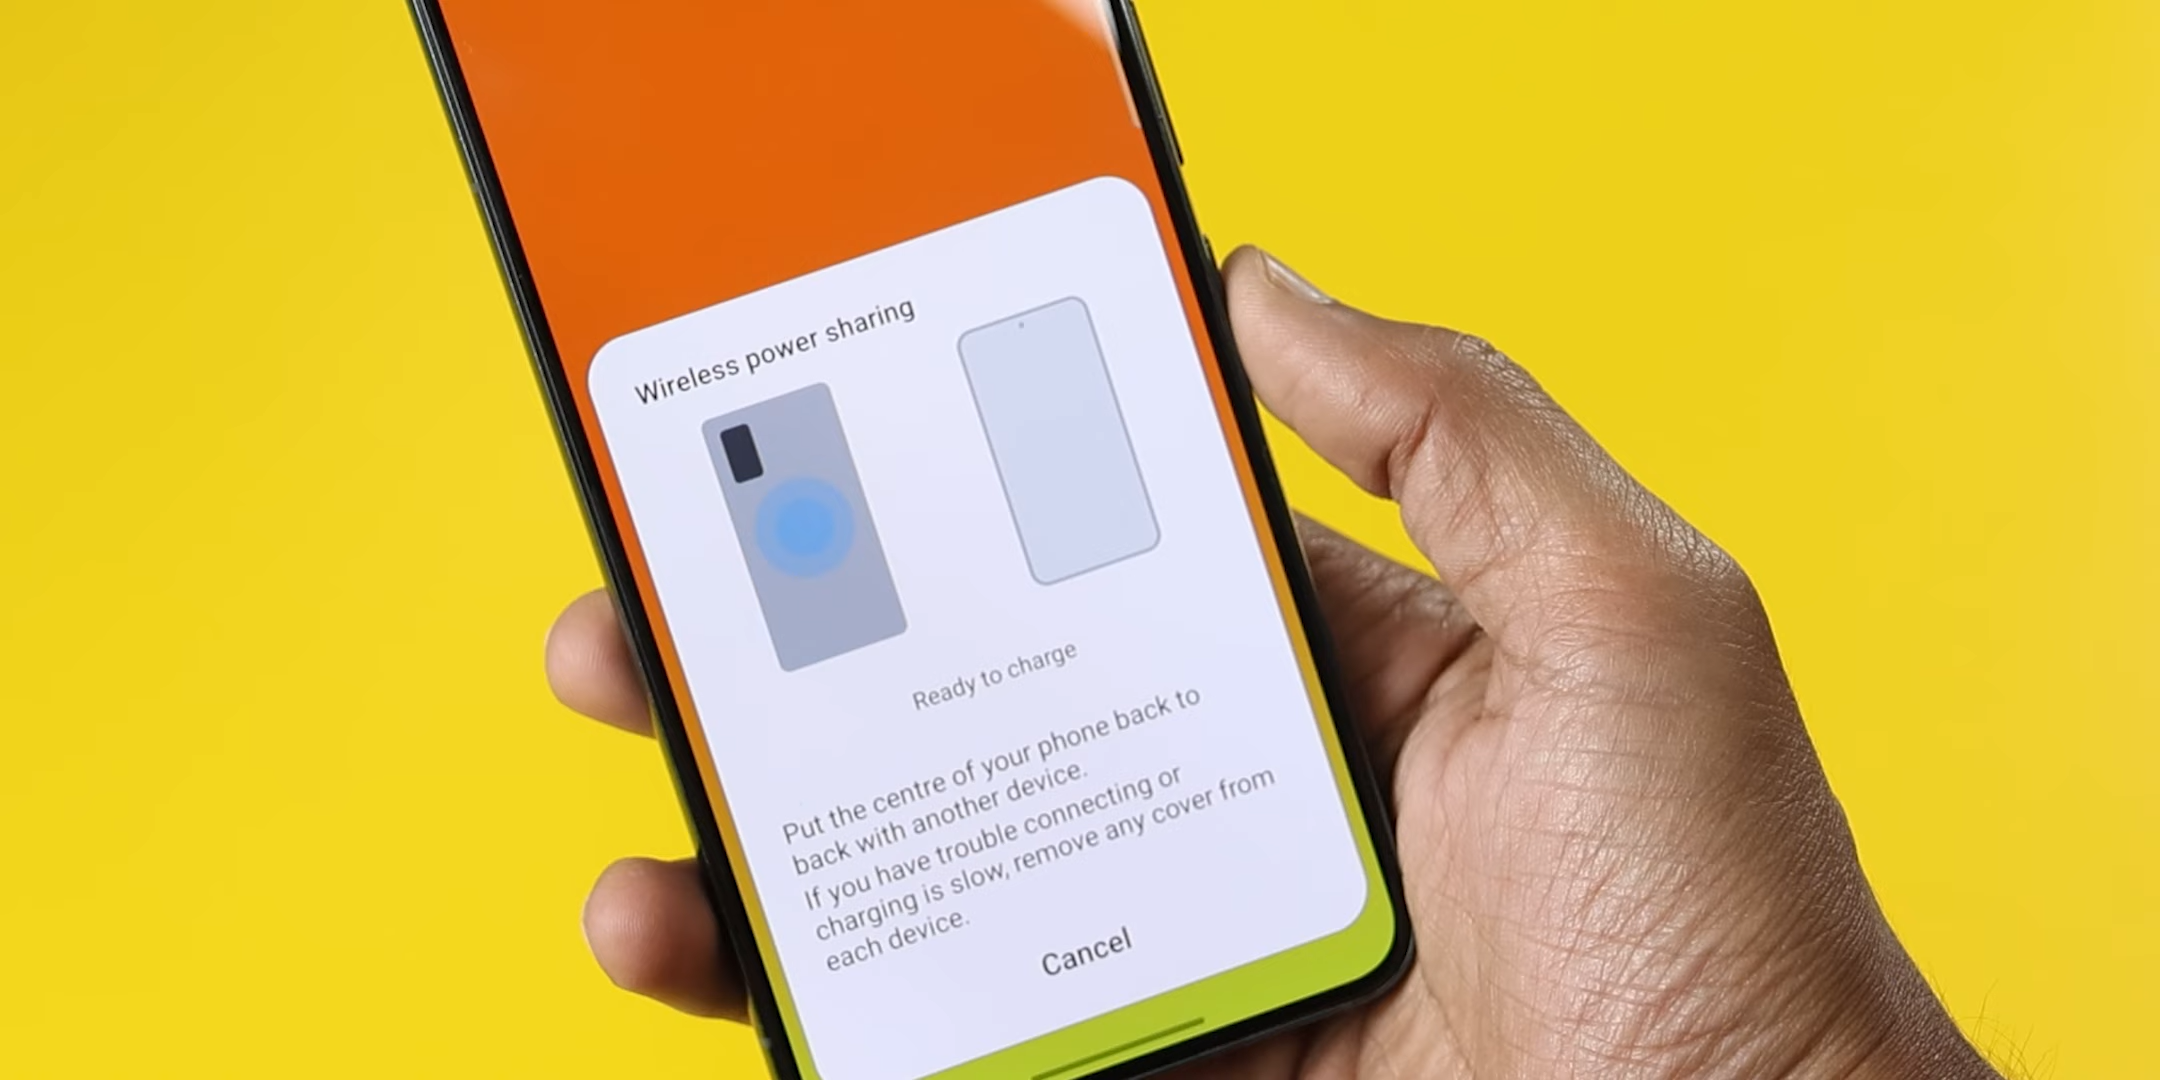 Wireless power sharing
Ready to charge
Put the centre of your phone back to
back with another device.
If you have trouble connecting or
charging is slow, remove any cover from
each device.
Cancel